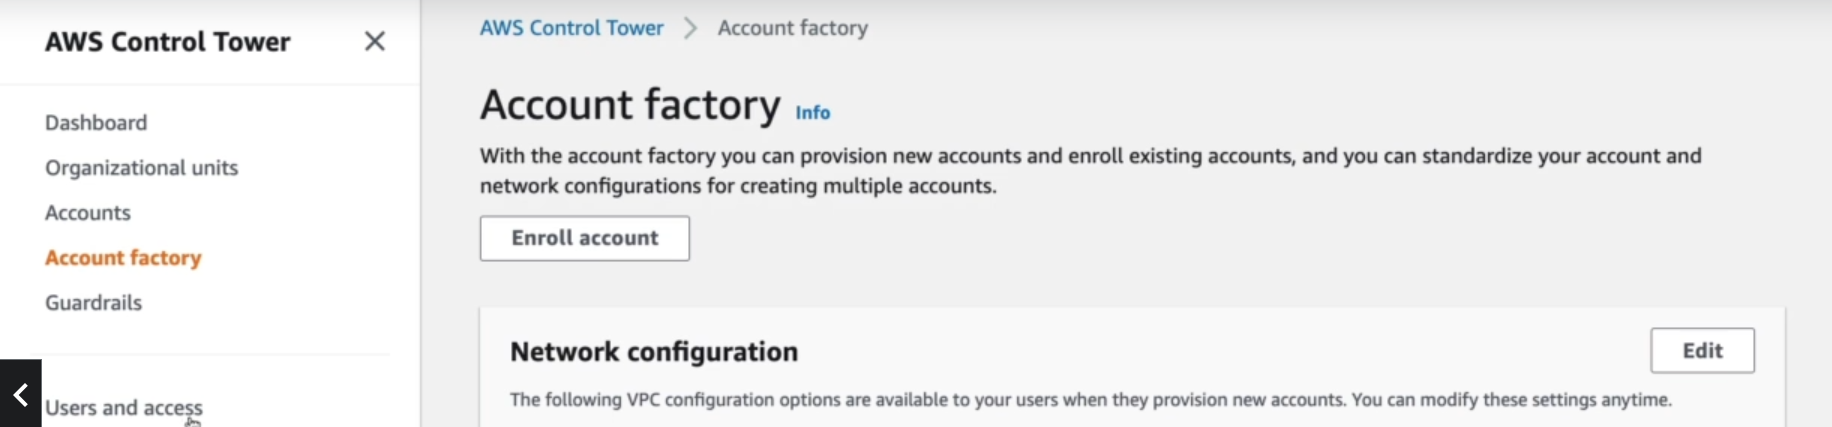 AWS Control Tower
Dashboard
Organizational units
Accounts
Account factory
Guardrails
Users and access
AWS Control Tower > Account factory
Account factory Info
With the account factory you can provision new accounts and enroll existing accounts, and you can standardize your account and
network configurations for creating multiple accounts.
Enroll account
Network configuration
Edit
The following VPC configuration options are available to your users when they provision new accounts. You can modify these settings anytime.